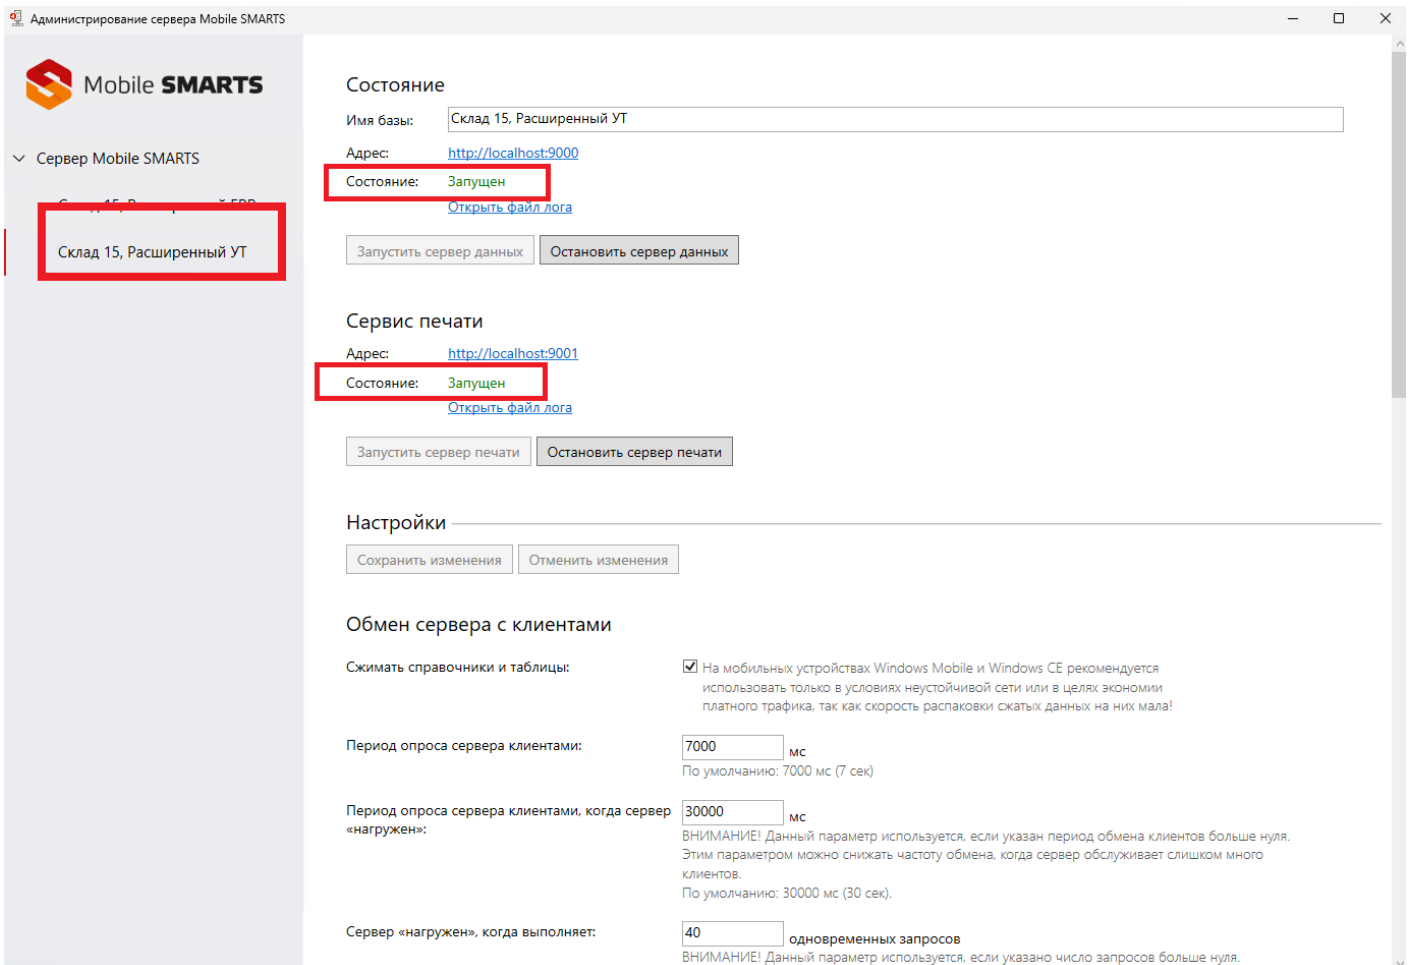 Администрирование сервера Mobile SMARTS
Mobile SMARTS
Сервер Mobile SMARTS
Склад 15, Расширенный УТ
Состояние
Имя базы: Склад 15, Расширенный УТ
Адрес: http://localhost:9000
Состояние: Запущен
Открыть файл лога
Запустить сервер данных Остановить сервер данных
Сервис печати
Адрес: http://localhost:9001
Состояние: Запущен
Открыть файл лога
Запустить сервер печати Остановить сервер печати
Настройки
Сохранить изменения Отменить изменения
Обмен сервера с клиентами
Сжимать справочники и таблицы: На мобильных устройствах Windows Mobile и Windows CE рекомендуется
использовать только в условиях неустойчивой сети или в целях экономии
платного трафика, так как скорость распаковки сжатых данных на них мала!
Период опроса сервера клиентами: 7000 мс
По умолчанию: 7000 мс (7 сек)
Период опроса сервера клиентами, когда сервер 30000 мс
«нагружен»:
ВНИМАНИЕ! Данный параметр используется, если указан период обмена клиентов больше нуля.
Этим параметром можно снижать частоту обмена, когда сервер обслуживает слишком много
клиентов.
По умолчанию: 30000 мс (30 сек).
Сервер «нагружен», когда выполняет: 40 одновременных запросов
ВНИМАНИЕ! Данный параметр используется, если указано число запросов больше нуля.